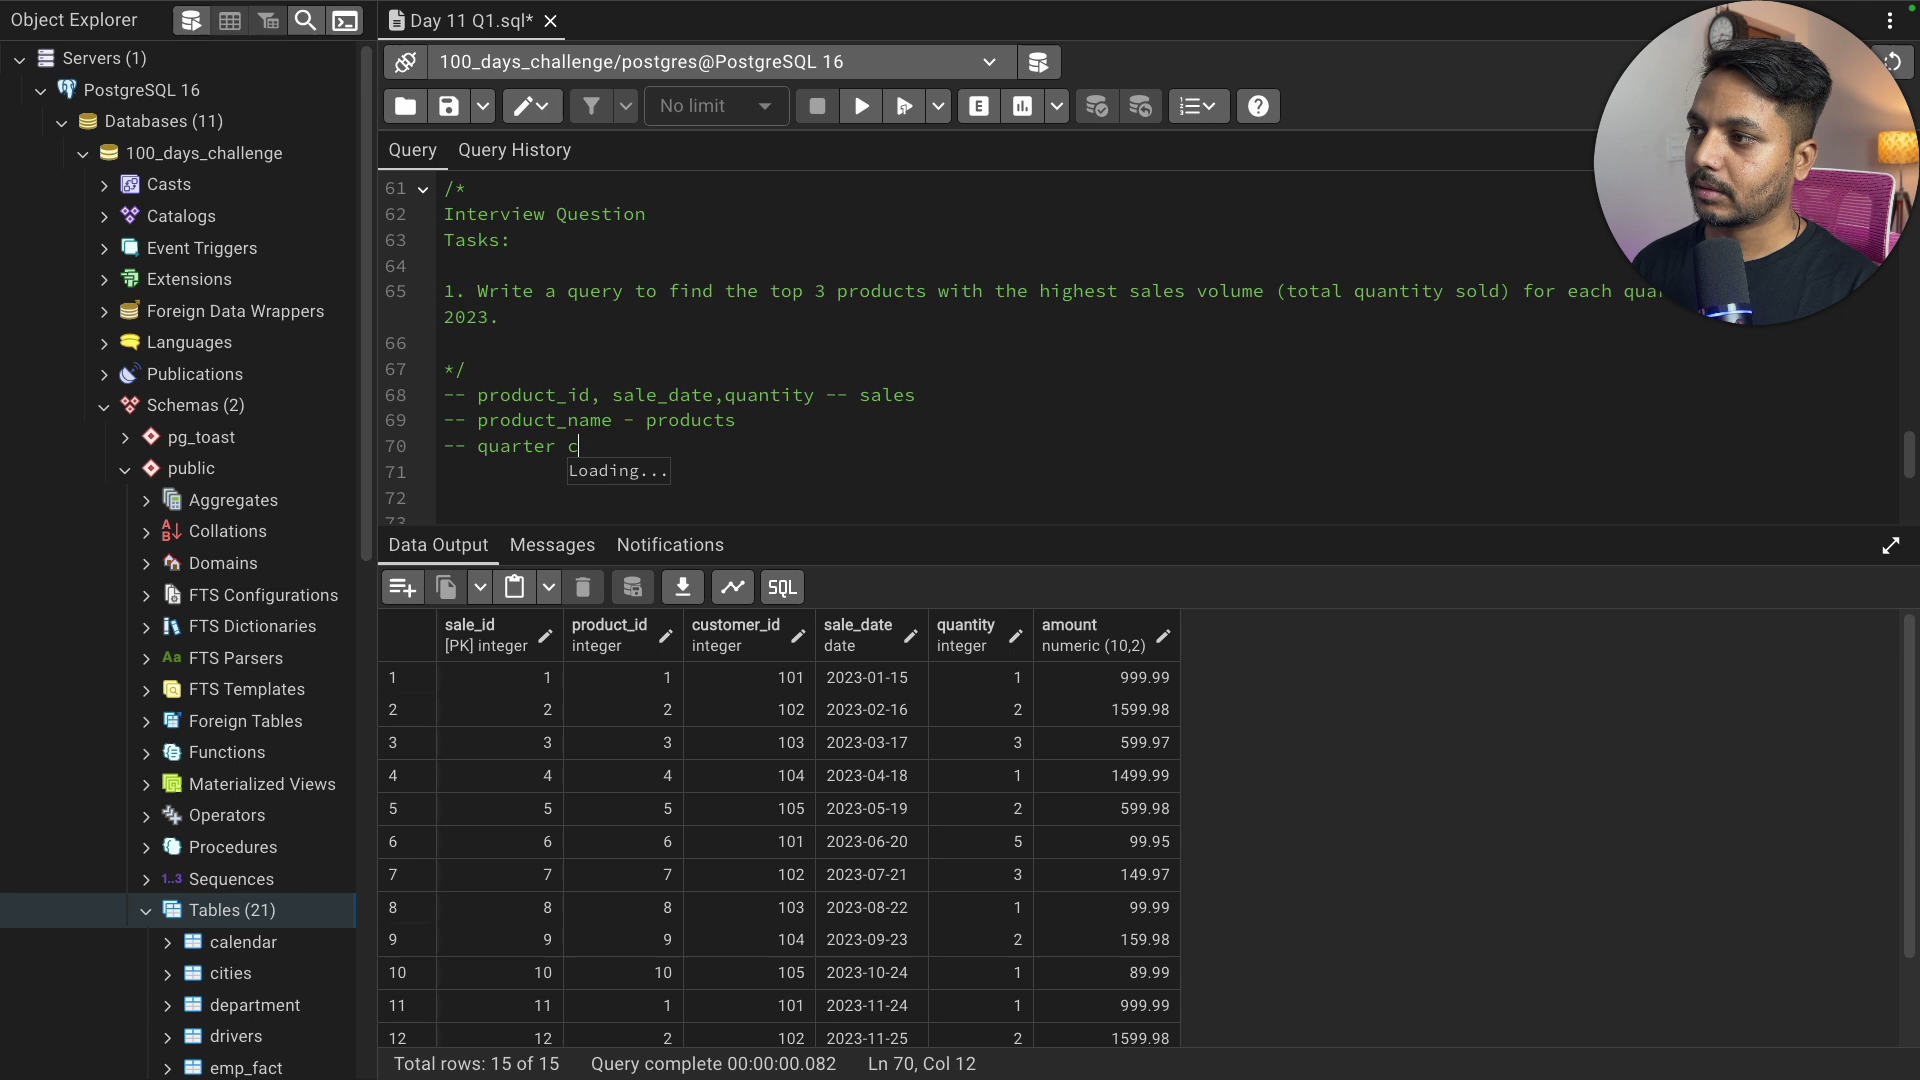 Object Explorer
Day 11 Q1.sql*
Servers (1)
PostgreSQL 16
Databases (11)
100_days_challenge
Casts
Catalogs
Event Triggers
Extensions
Foreign Data Wrappers
Languages
Publications
Schemas (2)
pg_toast
public
Aggregates
Collations
Domains
FTS Configurations
FTS Dictionaries
FTS Parsers
FTS Templates
Foreign Tables
Functions
Materialized Views
Operators
Procedures
1..3 Sequences
Tables (21)
calendar
cities
department
drivers
emp_fact
100_days_challenge/postgres@PostgreSQL 16
No limit
E
Query Query History
61 /*
62 Interview Question
63 Tasks:
64
65 1. Write a query to find the top 3 products with the highest sales volume (total quantity sold) for each
2023.
66
67 */
68 -- product_id, sale_date,quantity -- sales
69 -- product_name - products
70 -- quarter c
Loading...
71
72
73
Data Output Messages Notifications
SQL
sale_id [PK] integer product_id integer customer_id integer sale_date date quantity integer amount numeric (10,2)
1 1 1 101 2023-01-15 1 999.99
2 2 2 102 2023-02-16 2 1599.98
3 3 3 103 2023-03-17 3 599.97
4 4 4 104 2023-04-18 1 1499.99
5 5 5 105 2023-05-19 2 599.98
6 6 6 101 2023-06-20 5 99.95
7 7 7 102 2023-07-21 3 149.97
8 8 8 103 2023-08-22 1 99.99
9 9 9 104 2023-09-23 2 159.98
10 10 10 105 2023-10-24 1 89.99
11 11 1 101 2023-11-24 1 999.99
12 12 2 102 2023-11-25 2 1599.98
Total rows: 15 of 15 Query complete 00:00:00.082 Ln 70, Col 12